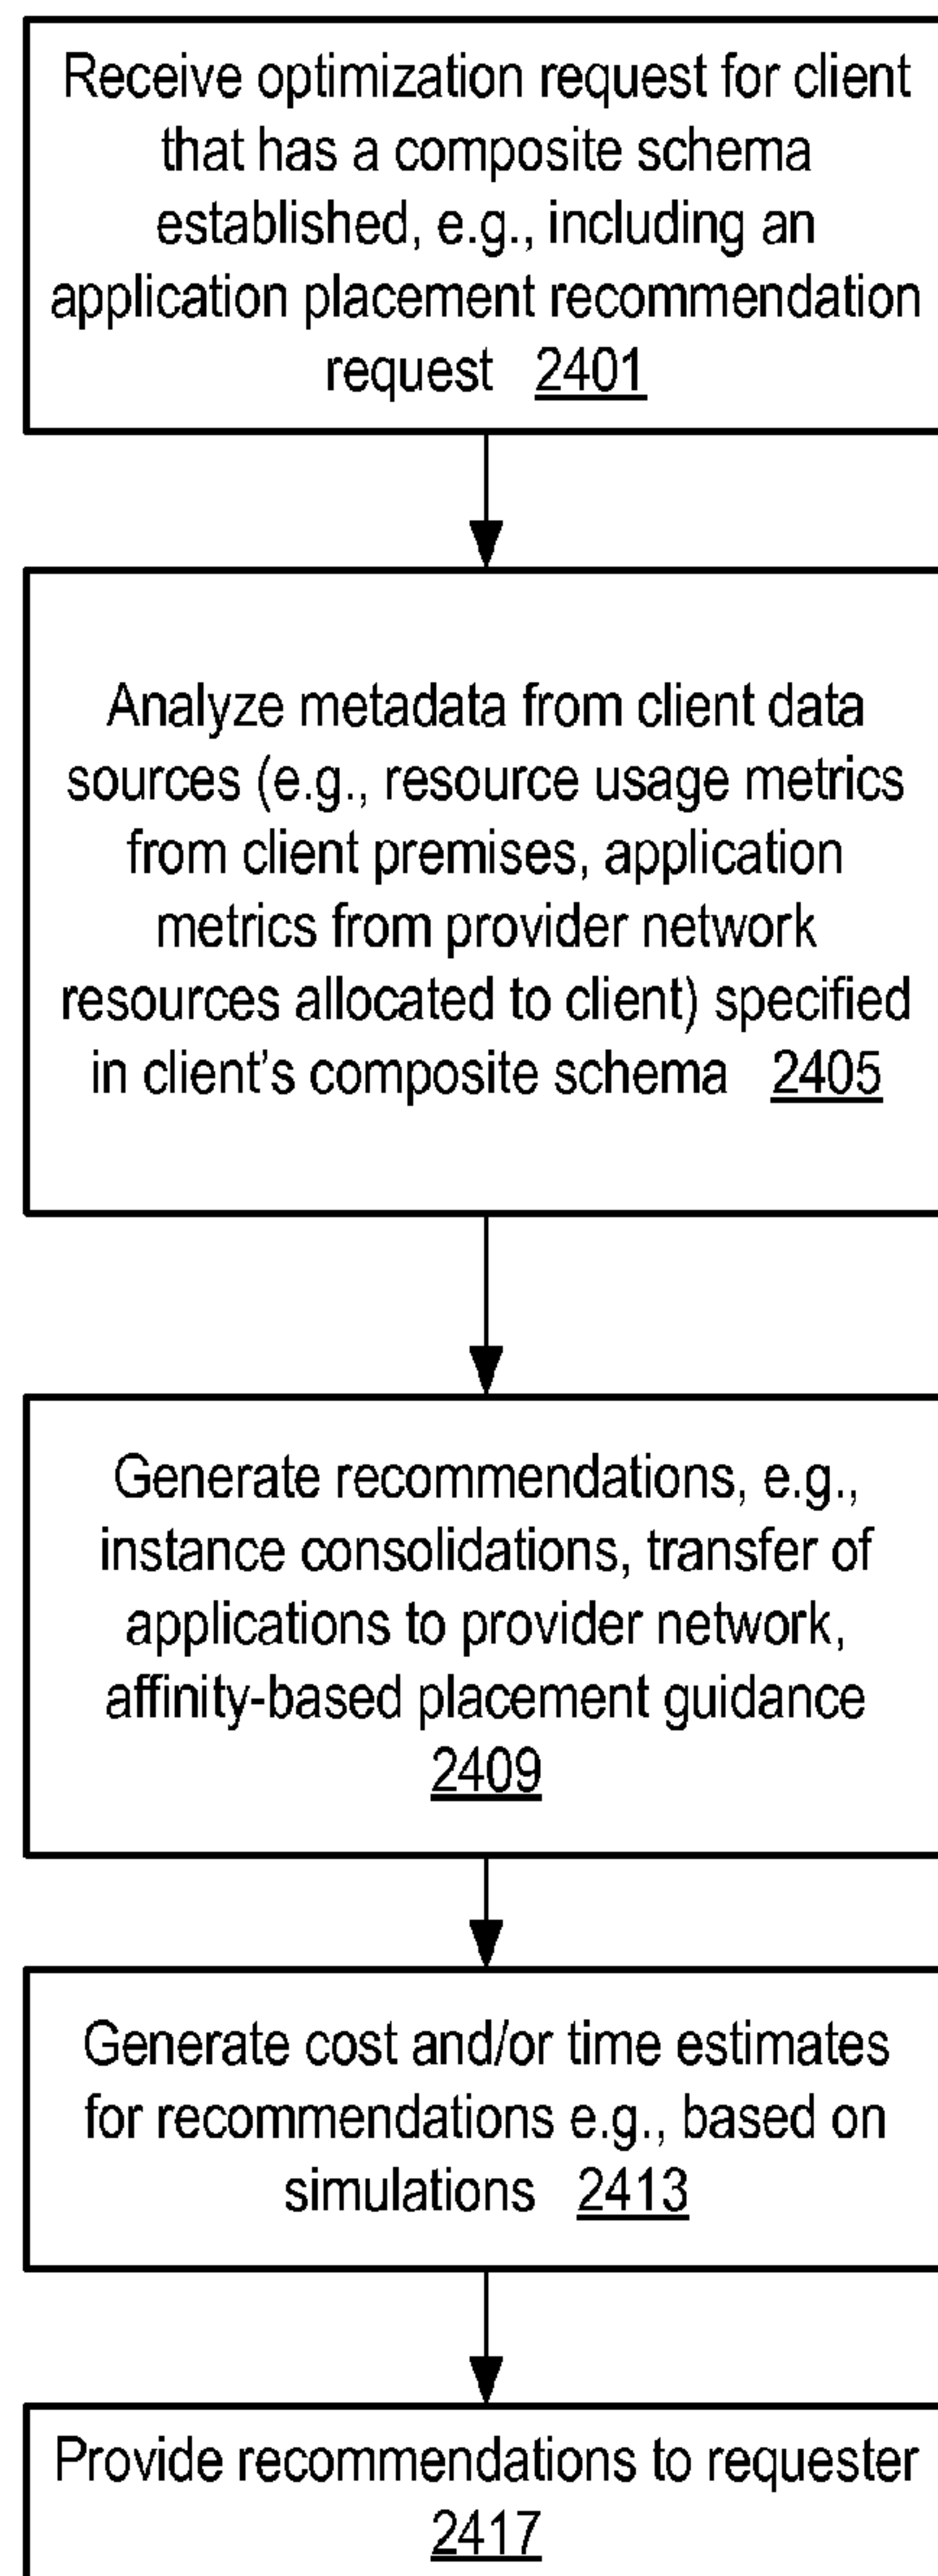 Receive optimization request for client
that has a composite schema
established, e.g., including an
application placement recommendation
request 2401
Analyze metadata from client data
sources (e.g., resource usage metrics
from client premises, application
metrics from provider network
resources allocated to client) specified
in client's composite schema 2405
Generate recommendations, e.g.,
instance consolidations, transfer of
applications to provider network,
affinity-based placement guidance
2409
Generate cost and/or time estimates
for recommendations e.g., based on
simulations 2413
Provide recommendations to requester
2417